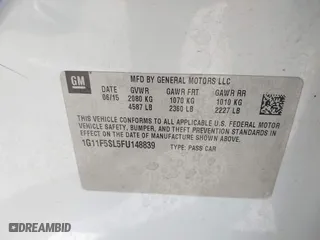 GM
MFD BY GENERAL MOTORS LLC
DATE GVWR GAWR FRT GAWR RR
06/15 2080 KG 1070 KG 1010 KG
4587 LB 2360 LB 2227 LB
THIS VEHICLE CONFORMS TO ALL APPLICABLE U.S. FEDERAL MOTOR
VEHICLE SAFETY, BUMPER, AND THEFT PREVENTION STANDARDS IN
EFFECT ON THE DATE OF MANUFACTURE SHOWN ABOVE.
1G11F5SL5FU148839 TYPE: PASS CAR
AUTOBIDMASTER